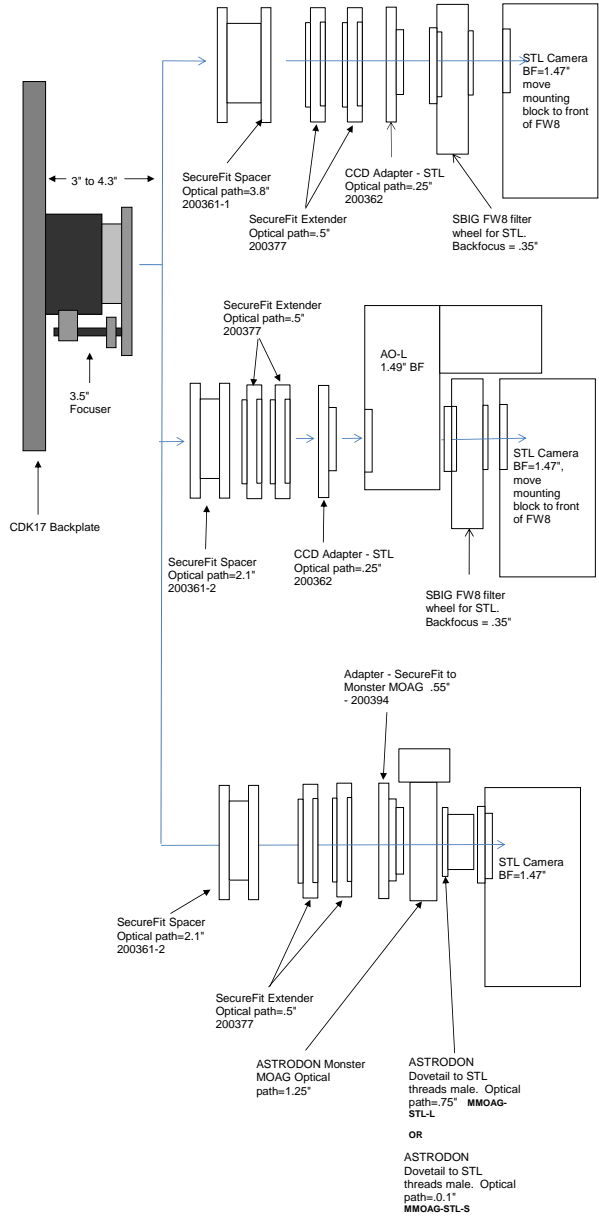 STL Camera
BF=1.47"
move
mounting
block to front
of FW8
3" to 4.3"
SecureFit Spacer
Optical path=3.8"
200361-1
CCD Adapter - STL
Optical path=.25"
200362
SecureFit Extender
Optical path=.5"
200377
SBIG FW8 filter
wheel for STL.
Backfocus = .35"
SecureFit Extender
Optical path=.5"
200377
AO-L
1.49" BF
3.5"
Focuser
STL Camera
BF=1.47",
move
mounting
block to front
of FW8
CDK17 Backplate
SecureFit Spacer
Optical path=2.1"
200361-2
CCD Adapter - STL
Optical path=.25"
200362
SBIG FW8 filter
wheel for STL.
Backfocus = .35"
Adapter - SecureFit to
Monster MOAG .55"
- 200394
STL Camera
BF=1.47"
SecureFit Spacer
Optical path=2.1"
200361-2
SecureFit Extender
Optical path=.5"
200377
ASTRODON Monster
MOAG Optical
path=1.25"
ASTRODON
Dovetail to STL
threads male. Optical
path=.75" MMOAG-
STL-L
OR
ASTRODON
Dovetail to STL
threads male. Optical
path=.0.1"
MMOAG-STL-S